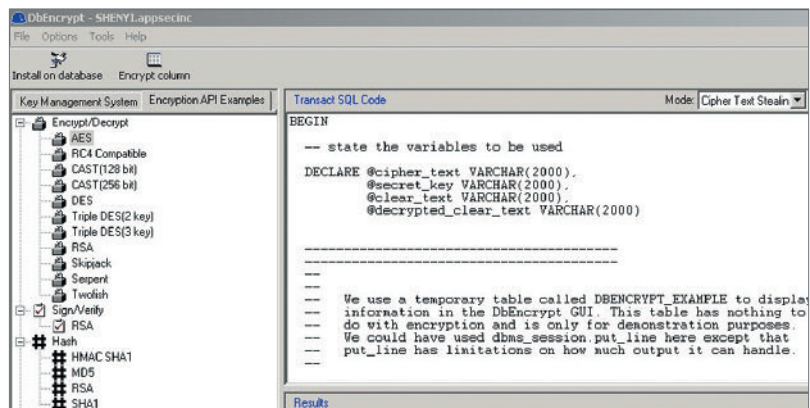 DbEncrypt - SHENYI.appsecinc
File Options Tools Help
Install on database Encrypt column
Key Management System Encryption API Examples
Encrypt/Decrypt
AES
RC4 Compatible
CAST(128 bit)
CAST(256 bit)
DES
Triple DES(2 key)
Triple DES(3 key)
RSA
Skipjack
Serpent
Twofish
Sign/Verify
RSA
Hash
HMAC SHA1
MD5
RSA
SHA1
Transact SQL Code Mode: Cipher Text Stealin
BEGIN
-- state the variables to be used
DECLARE @cipher_text VARCHAR(2000),
@secret_key VARCHAR(2000),
@clear_text VARCHAR(2000),
@decrypted_clear_text VARCHAR(2000)
----------------------------------------
----------------------------------------
--
--
-- We use a temporary table called DBENCRYPT_EXAMPLE to display
-- information in the DbEncrypt GUI. This table has nothing to
-- do with encryption and is only for demonstration purposes.
-- We could have used dbms_session.put_line here except that
-- put_line has limitations on how much output it can handle.
--
Results